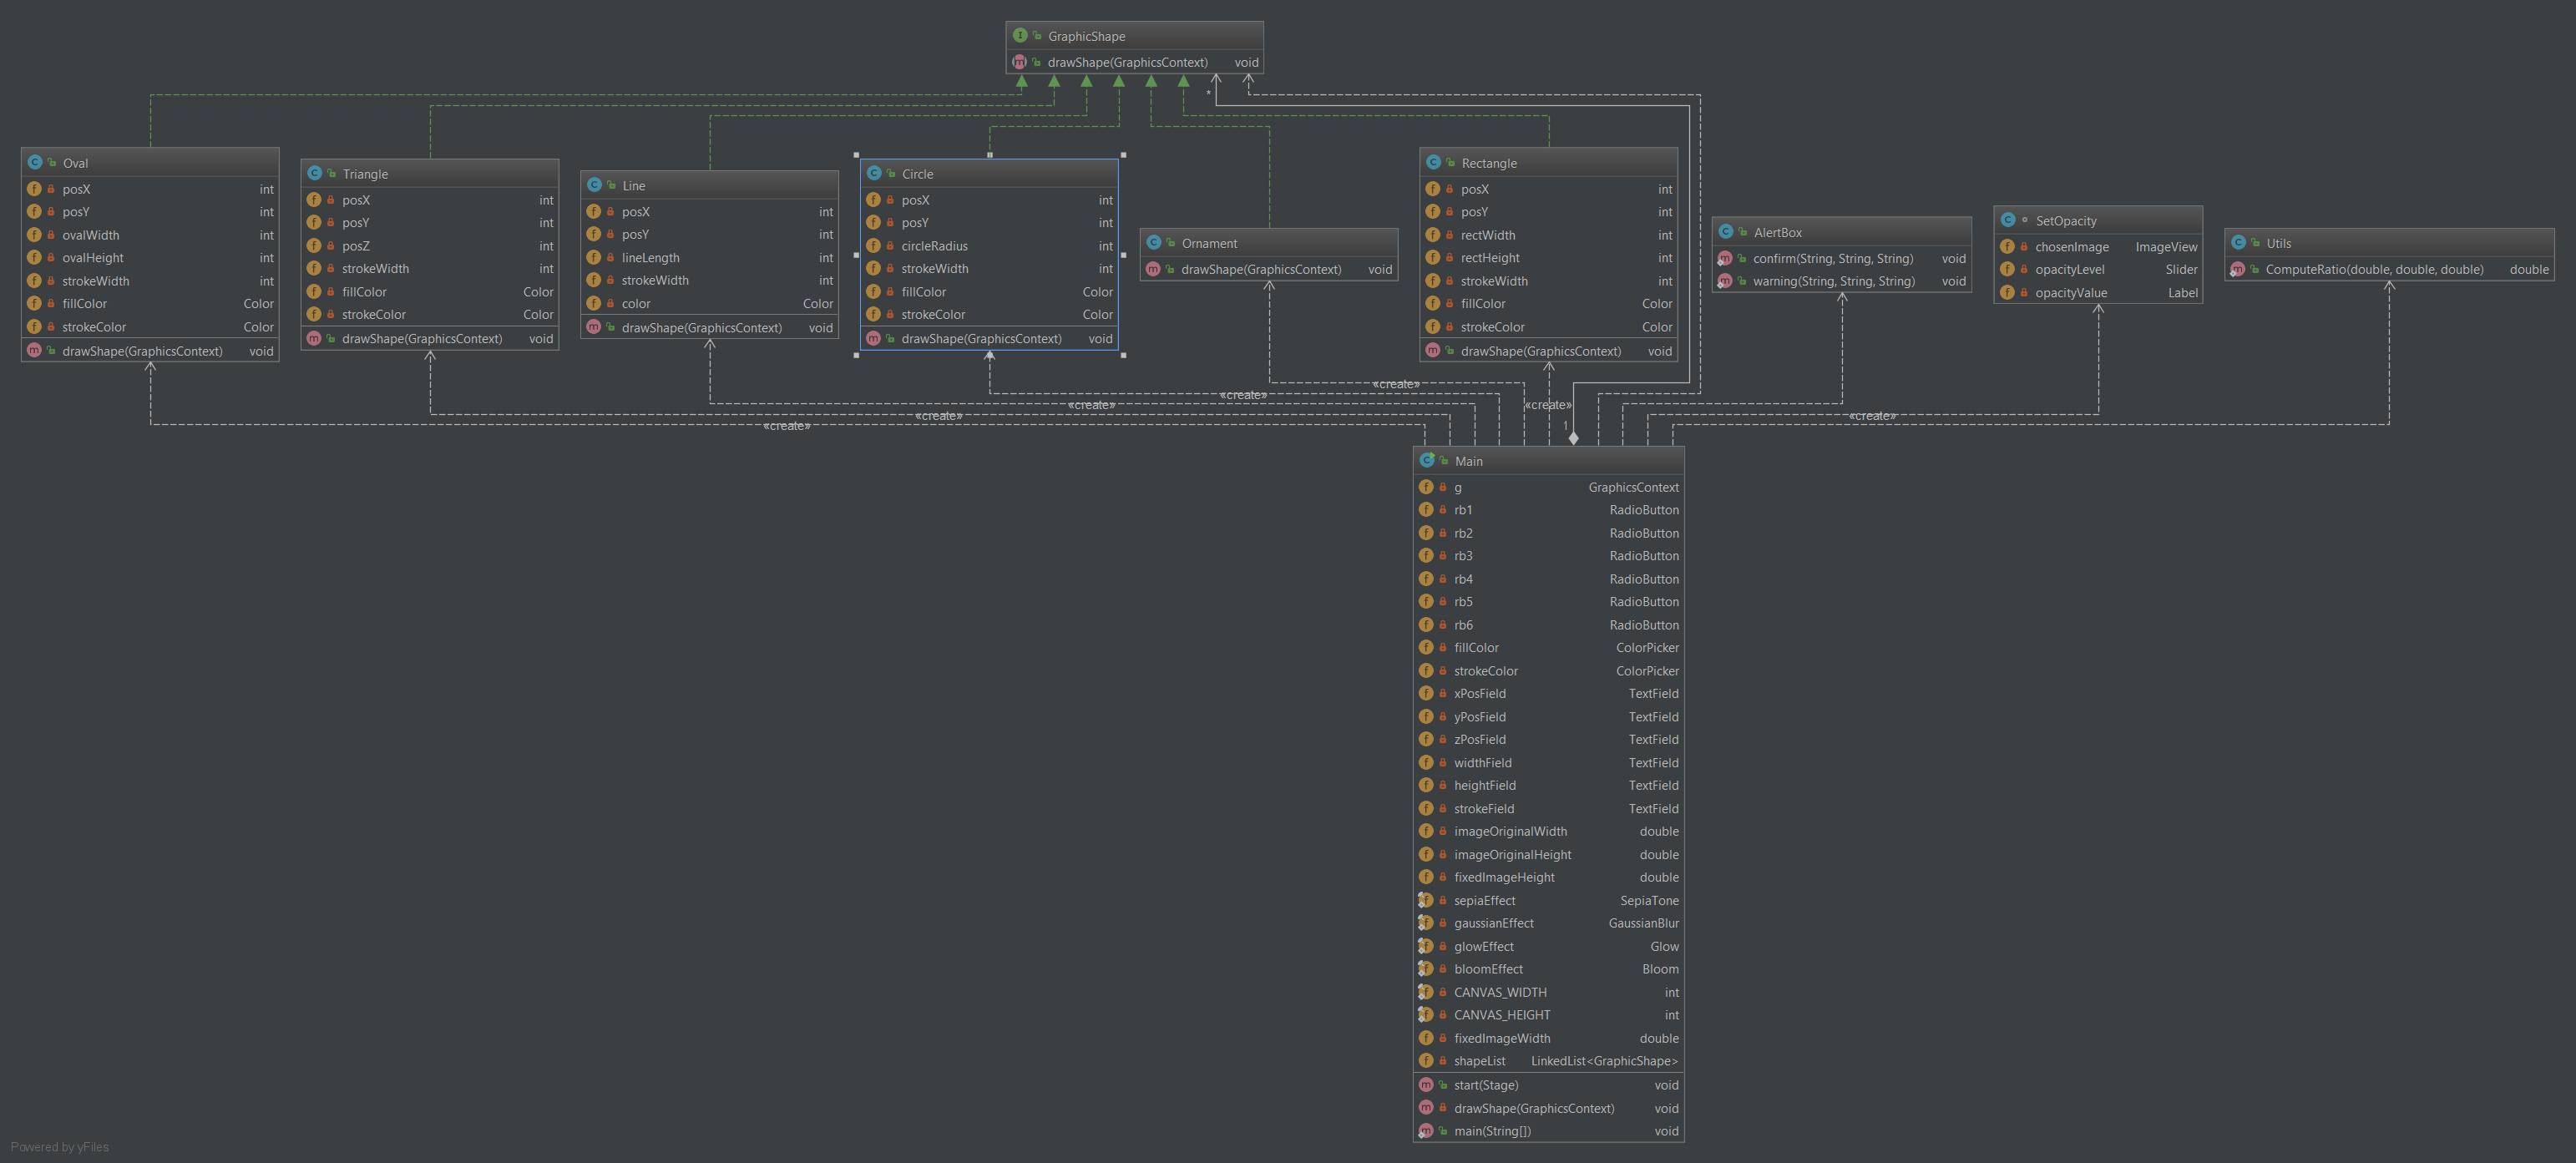 GraphicShape
drawShape(GraphicsContext) void
*
Oval
posX int
posY int
ovalWidth int
ovalHeight int
strokeWidth int
fillColor Color
strokeColor Color
drawShape(GraphicsContext) void
Triangle
posX int
posY int
posZ int
strokeWidth int
fillColor Color
strokeColor Color
drawShape(GraphicsContext) void
Line
posX int
posY int
lineLength int
strokeWidth int
color Color
drawShape(GraphicsContext) void
Circle
posX int
posY int
circleRadius int
strokeWidth int
fillColor Color
strokeColor Color
drawShape(GraphicsContext) void
Ornament
drawShape(GraphicsContext) void
Rectangle
posX int
posY int
rectWidth int
rectHeight int
strokeWidth int
fillColor Color
strokeColor Color
drawShape(GraphicsContext) void
AlertBox
confirm(String, String, String) void
warning(String, String, String) void
SetOpacity
chosenImage ImageView
opacityLevel Slider
opacityValue Label
Utils
ComputeRatio(double, double, double) double
«create»
«create»
«create»
«create»
«create»
«create»
«create»
1
Main
g GraphicsContext
rb1 RadioButton
rb2 RadioButton
rb3 RadioButton
rb4 RadioButton
rb5 RadioButton
rb6 RadioButton
fillColor ColorPicker
strokeColor ColorPicker
xPosField TextField
yPosField TextField
zPosField TextField
widthField TextField
heightField TextField
strokeField TextField
imageOriginalWidth double
imageOriginalHeight double
fixedImageHeight double
sepiaEffect SepiaTone
gaussianEffect GaussianBlur
glowEffect Glow
bloomEffect Bloom
CANVAS_WIDTH int
CANVAS_HEIGHT int
fixedImageWidth double
shapeList LinkedList<GraphicShape>
start(Stage) void
drawShape(GraphicsContext) void
main(String[]) void
Powered by yFiles